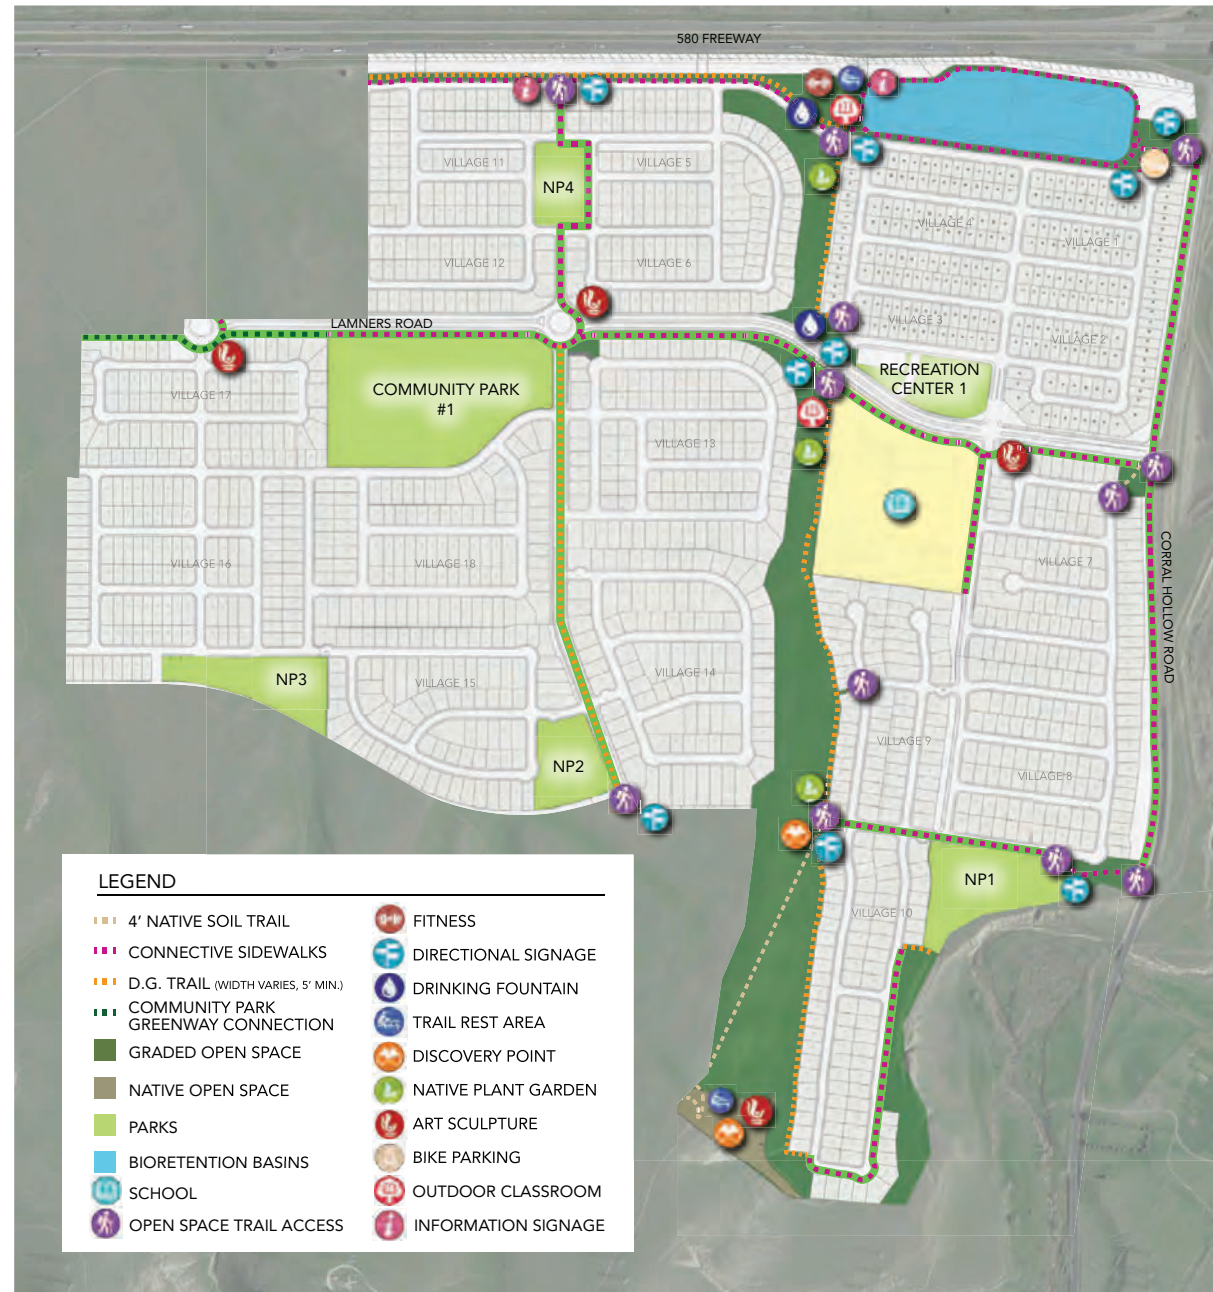 580 FREEWAY
VILLAGE 11
VILLAGE 5
NP4
VILLAGE 4
VILLAGE 1
VILLAGE 12
VILLAGE 6
LAMNERS ROAD
VILLAGE 3
VILLAGE 2
RECREATION
CENTER 1
COMMUNITY PARK
#1
VILLAGE 17
VILLAGE 13
VILLAGE 16
VILLAGE 18
VILLAGE 7
CORRAL HOLLOW ROAD
NP3
VILLAGE 15
VILLAGE 14
VILLAGE 9
NP2
VILLAGE 8
NP1
VILLAGE 10
LEGEND
4' NATIVE SOIL TRAIL
CONNECTIVE SIDEWALKS
D.G. TRAIL (WIDTH VARIES, 5' MIN.)
COMMUNITY PARK
GREENWAY CONNECTION
GRADED OPEN SPACE
NATIVE OPEN SPACE
PARKS
BIORETENTION BASINS
SCHOOL
OPEN SPACE TRAIL ACCESS
FITNESS
DIRECTIONAL SIGNAGE
DRINKING FOUNTAIN
TRAIL REST AREA
DISCOVERY POINT
NATIVE PLANT GARDEN
ART SCULPTURE
BIKE PARKING
OUTDOOR CLASSROOM
INFORMATION SIGNAGE